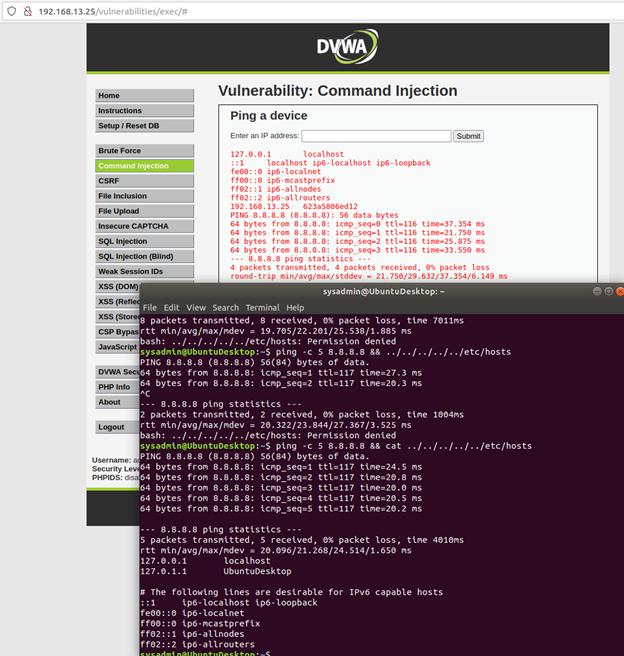 192.168.13.25/vulnerabilities/exec/#
DVWA
Home
Instructions
Setup / Reset DB
Brute Force
Command Injection
CSRF
File Inclusion
File Upload
Insecure CAPTCHA
SQL Injection
SQL Injection (Blind)
Weak Session IDs
XSS (DOM)
XSS (Reflec
XSS (Store
CSP Bypas
JavaScript
DVWA Secu
PHP Info
About
Logout
Username: ad
Security Leve
PHPIDS: disa
Vulnerability: Command Injection
Ping a device
Enter an IP address:
Submit
127.0.0.1 localhost
::1 localhost ip6-localhost ip6-loopback
fe00::0 ip6-localnet
ff00::0 ip6-mcastprefix
ff02::1 ip6-allnodes
ff02::2 ip6-allrouters
192.168.13.25 623a5806ed12
PING 8.8.8.8 (8.8.8.8): 56 data bytes
64 bytes from 8.8.8.8: icmp_seq=0 ttl=116 time=37.354 ms
64 bytes from 8.8.8.8: icmp_seq=1 ttl=116 time=21.750 ms
64 bytes from 8.8.8.8: icmp_seq=2 ttl=116 time=25.875 ms
64 bytes from 8.8.8.8: icmp_seq=3 ttl=116 time=33.550 ms
--- 8.8.8.8 ping statistics ---
4 packets transmitted, 4 packets received, 0% packet loss
round-trip min/avg/max/stddev = 21.750/29.632/37.354/6.149 ms
sysadmin@UbuntuDesktop: ~
File Edit View Search Terminal Help
8 packets transmitted, 8 received, 0% packet loss, time 7011ms
rtt min/avg/max/mdev = 19.705/22.201/25.538/1.885 ms
bash: ../../../../../etc/hosts: Permission denied
sysadmin@UbuntuDesktop:~$ ping -c 5 8.8.8.8 && ../../../../../etc/hosts
PING 8.8.8.8 (8.8.8.8) 56(84) bytes of data.
64 bytes from 8.8.8.8: icmp_seq=1 ttl=117 time=27.3 ms
64 bytes from 8.8.8.8: icmp_seq=2 ttl=117 time=20.3 ms
^C
--- 8.8.8.8 ping statistics ---
2 packets transmitted, 2 received, 0% packet loss, time 1004ms
rtt min/avg/max/mdev = 20.322/23.844/27.367/3.525 ms
bash: ../../../../../etc/hosts: Permission denied
sysadmin@UbuntuDesktop:~$ ping -c 5 8.8.8.8 && cat ../../../../../etc/hosts
PING 8.8.8.8 (8.8.8.8) 56(84) bytes of data.
64 bytes from 8.8.8.8: icmp_seq=1 ttl=117 time=24.5 ms
64 bytes from 8.8.8.8: icmp_seq=2 ttl=117 time=20.8 ms
64 bytes from 8.8.8.8: icmp_seq=3 ttl=117 time=20.0 ms
64 bytes from 8.8.8.8: icmp_seq=4 ttl=117 time=20.5 ms
64 bytes from 8.8.8.8: icmp_seq=5 ttl=117 time=20.2 ms
--- 8.8.8.8 ping statistics ---
5 packets transmitted, 5 received, 0% packet loss, time 4010ms
rtt min/avg/max/mdev = 20.096/21.268/24.514/1.650 ms
127.0.0.1 localhost
127.0.1.1 UbuntuDesktop
# The following lines are desirable for IPv6 capable hosts
::1 ip6-localhost ip6-loopback
fe00::0 ip6-localnet
ff00::0 ip6-mcastprefix
ff02::1 ip6-allnodes
ff02::2 ip6-allrouters
sysadmin@UbuntuDesktop:~$